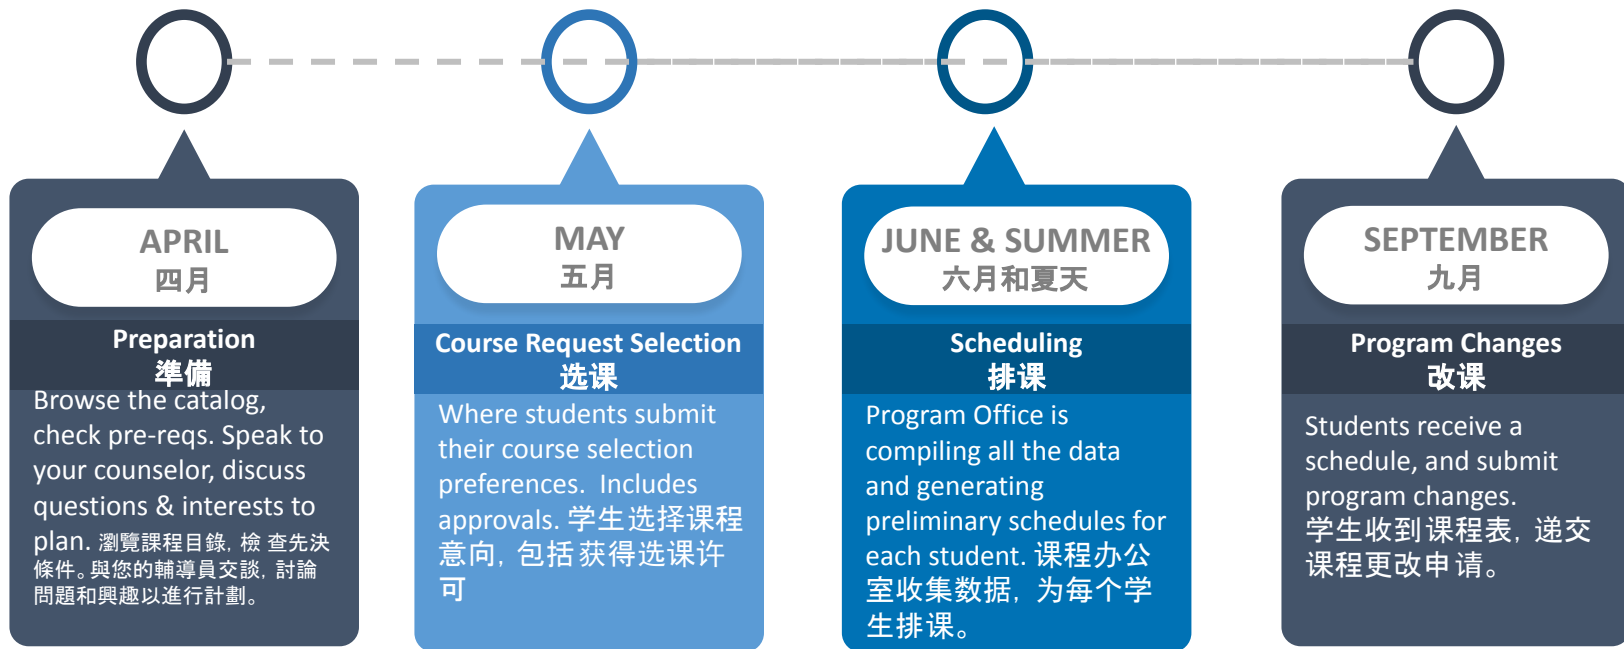 APRIL
四月
Preparation
準備
Browse the catalog,
check pre-reqs. Speak to
your counselor, discuss
questions & interests to
plan. 瀏覽課程目錄, 檢 查先決
條件。與您的輔導員交談, 討論
問題和興趣以進行計劃。
MAY
五月
Course Request Selection
选课
Where students submit
their course selection
preferences.  Includes
approvals. 学生选择课程
意向, 包括获得选课许
可
JUNE & SUMMER
六月和夏天
Scheduling
排课
Program Office is
compiling all the data
and generating
preliminary schedules for
each student. 课程办公
室收集数据, 为每个学
生排课。
SEPTEMBER
九月
Program Changes
改课
Students receive a
schedule, and submit
program changes.
学生收到课程表, 递交
课程更改申请。